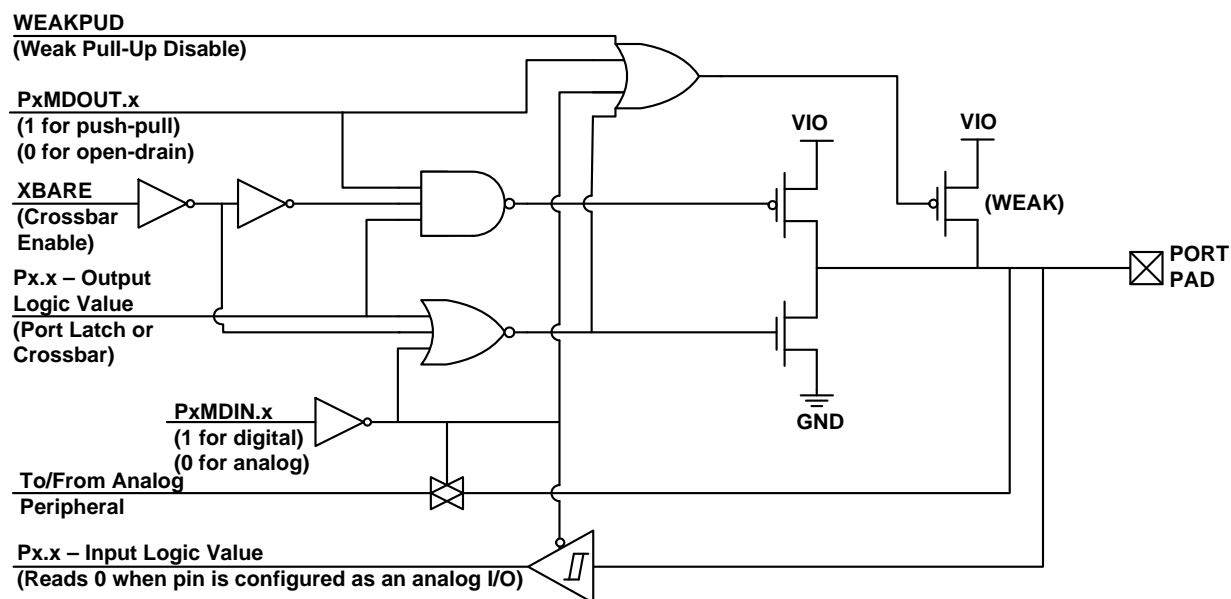 WEAKPUD
(Weak Pull-Up Disable)
PxMDOUT.x
(1 for push-pull)
(0 for open-drain)
XBARE
(Crossbar
Enable)
Px.x – Output
Logic Value
(Port Latch or
Crossbar)
PxMDIN.x
(1 for digital)
(0 for analog)
To/From Analog
Peripheral
Px.x – Input Logic Value
(Reads 0 when pin is configured as an analog I/O)
VIO
VIO
(WEAK)
GND
PORT
PAD